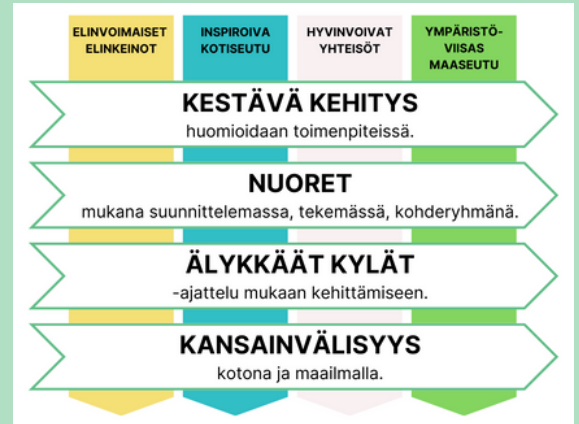 ELINVOIMAISET
ELINKEINOT
INSPIROIVA
KOTISEUTU
HYVINVOIVAT
YHTEISÖT
YMPÄRISTÖ-
VIISAS
MAASEUTU
KESTÄVÄ KEHITYS
huomioidaan toimenpiteissä.
NUORET
mukana suunnittelemassa, tekemässä, kohderyhmänä.
ÄLYKKÄÄT KYLÄT
-ajattelu mukaan kehittämiseen.
KANSAINVÄLISYYS
kotona ja maailmalla.